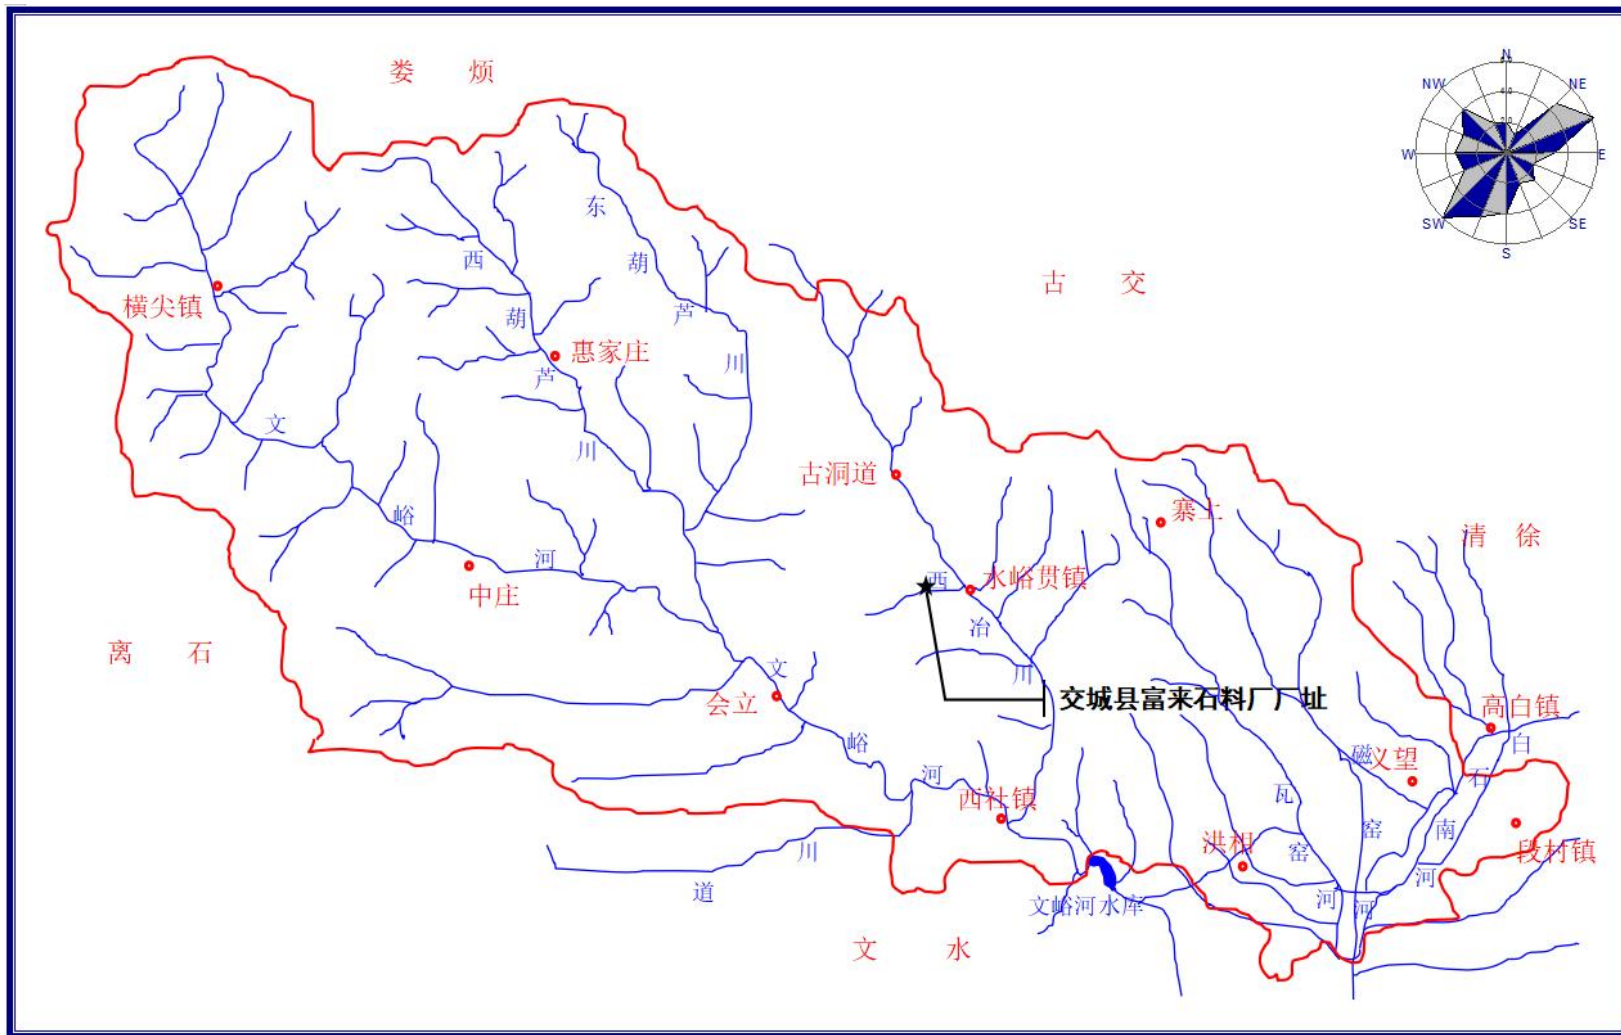 娄 烦
N
NW
NE
W
E
SW
SE
S
东
葫
芦
川
西
葫
芦
川
古 交
横尖镇
惠家庄
文
峪
河
古洞道
寨上
清 徐
中庄
西
冶
川
水峪贯镇
离 石
会立
文
峪
河
交城县富来石料厂厂址
高白镇
白
石
南
河
磁
窑
河
义望
瓦
窑
河
西社镇
洪相
段村镇
川
道
文峪河水库
文 水